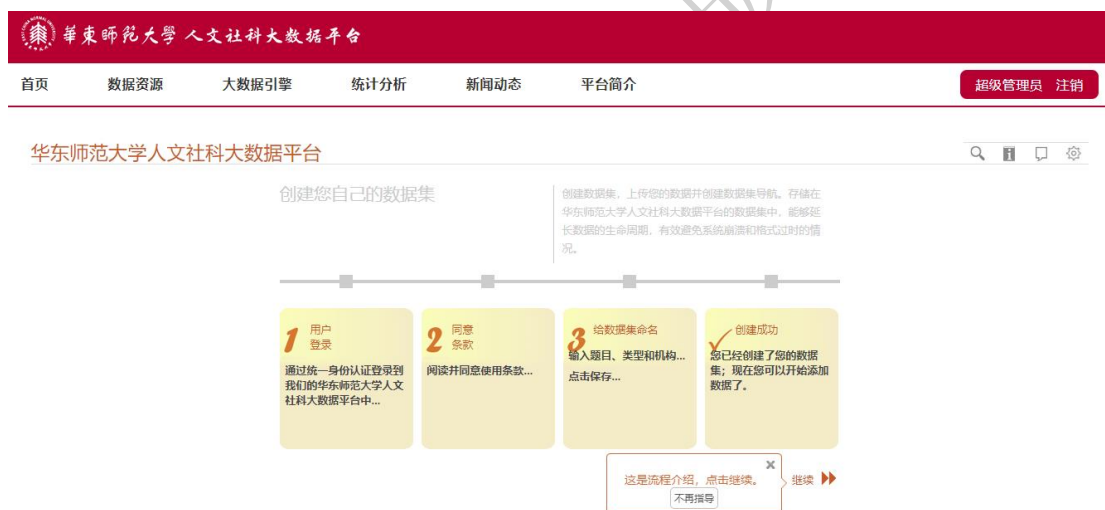 華東師範大學 人文社科大数据平台
首页 数据资源 大数据引擎 统计分析 新闻动态 平台简介 超级管理员 注销
华东师范大学人文社科大数据平台
创建您自己的数据集
创建数据集，上传您的数据并创建数据集导航。存储在
华东师范大学人文社科大数据平台的数据集中，能够延
长数据的生命周期，有效避免系统崩溃和格式过时的情
况。
1 用户
登录
通过统一身份认证登录到
我们的华东师范大学人文
社科大数据平台中...
2 同意
条款
阅读并同意使用条款...
3 给数据集命名
输入题目、类型和机构...
点击保存...
创建成功
您已经创建了您的数据
集；现在您可以开始添加
数据了。
这是流程介绍，点击继续。
不再指导
继续